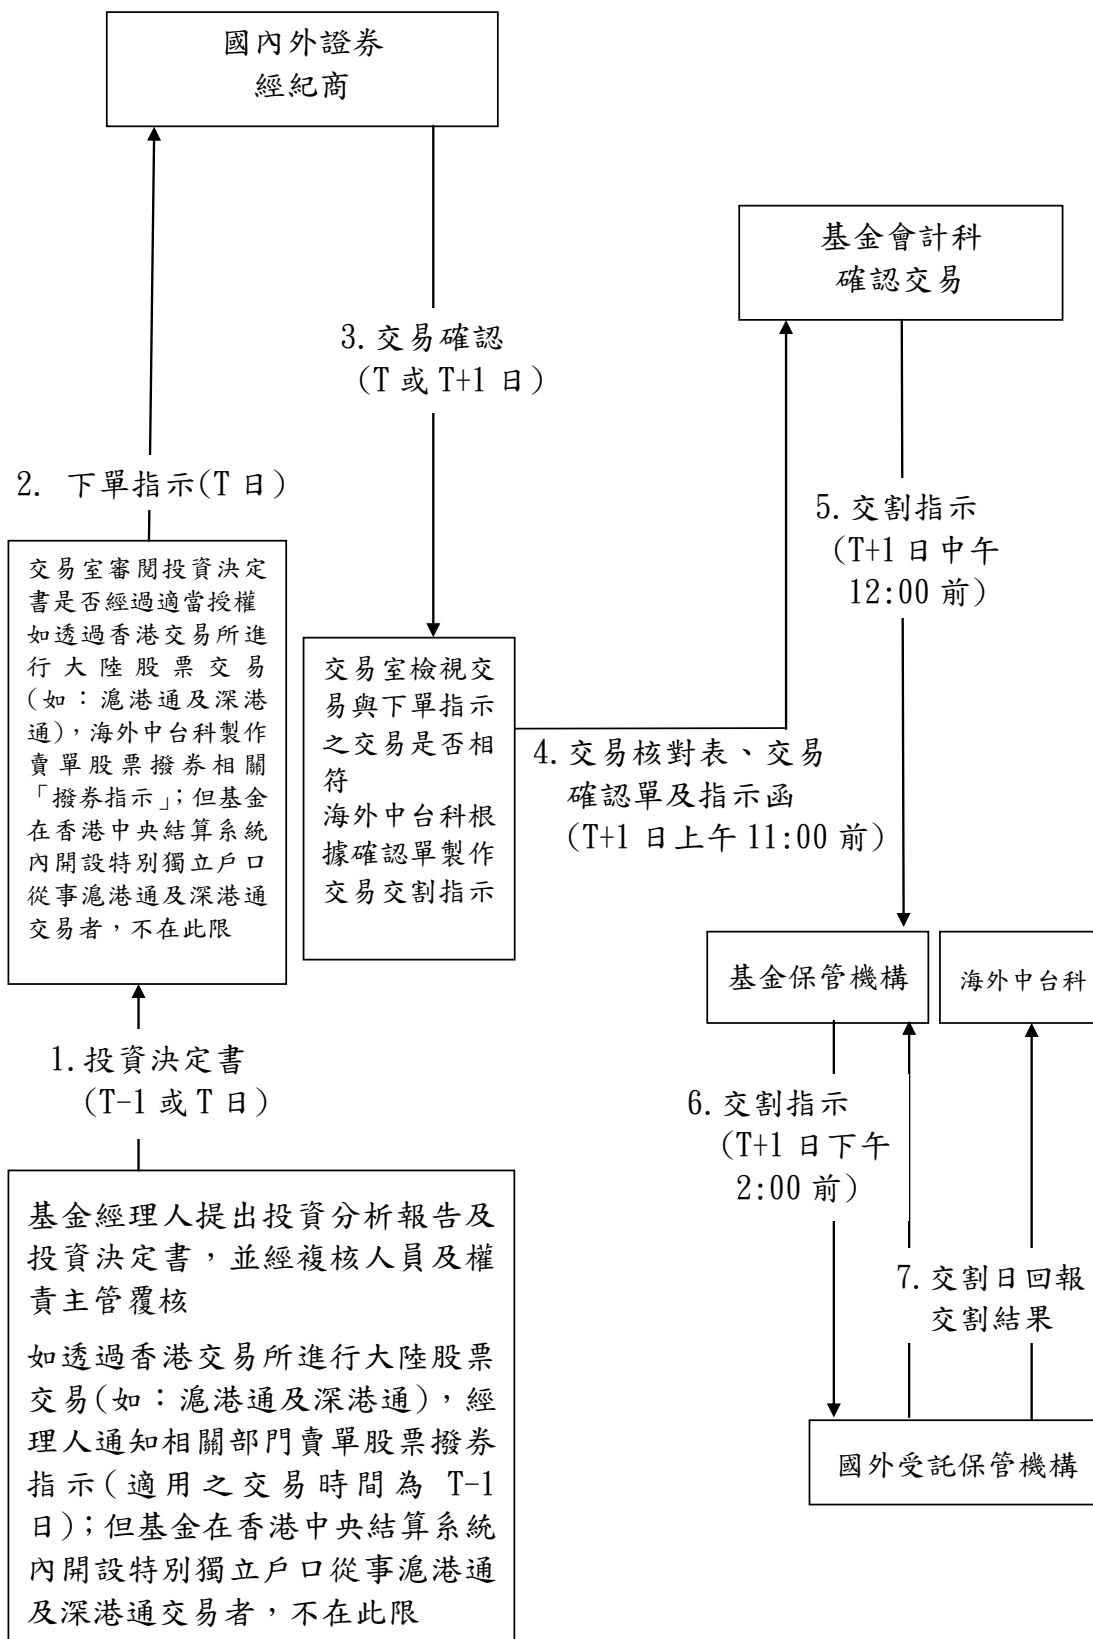 國內外證券
經紀商
基金會計科
確認交易
3.交易確認
(T 或 T+1 日)
2. 下單指示(T 日)
5.交割指示
(T+1 日中午
12:00 前)
交易室審閱投資決定
書是否經過適當授權
如透過香港交易所進
行大陸股票交易
(如：滬港通及深港
通)，海外中台科製作
賣單股票撥券相關
「撥券指示」；但基金
在香港中央結算系統
內開設特別獨立戶口
從事滬港通及深港通
交易者，不在此限
交易室檢視交
易與下單指示
之交易是否相
符
海外中台科根
據確認單製作
交易交割指示
4.交易核對表、交易
確認單及指示函
(T+1 日上午 11:00 前)
基金保管機構
海外中台科
1.投資決定書
(T-1 或 T 日)
6.交割指示
(T+1 日下午
2:00 前)
基金經理人提出投資分析報告及
投資決定書，並經複核人員及權
責主管覆核
如透過香港交易所進行大陸股票
交易(如：滬港通及深港通)，經
理人通知相關部門賣單股票撥券
指示(適用之交易時間為 T-1
日)；但基金在香港中央結算系統
內開設特別獨立戶口從事滬港通
及深港通交易者，不在此限
7.交割日回報
交割結果
國外受託保管機構